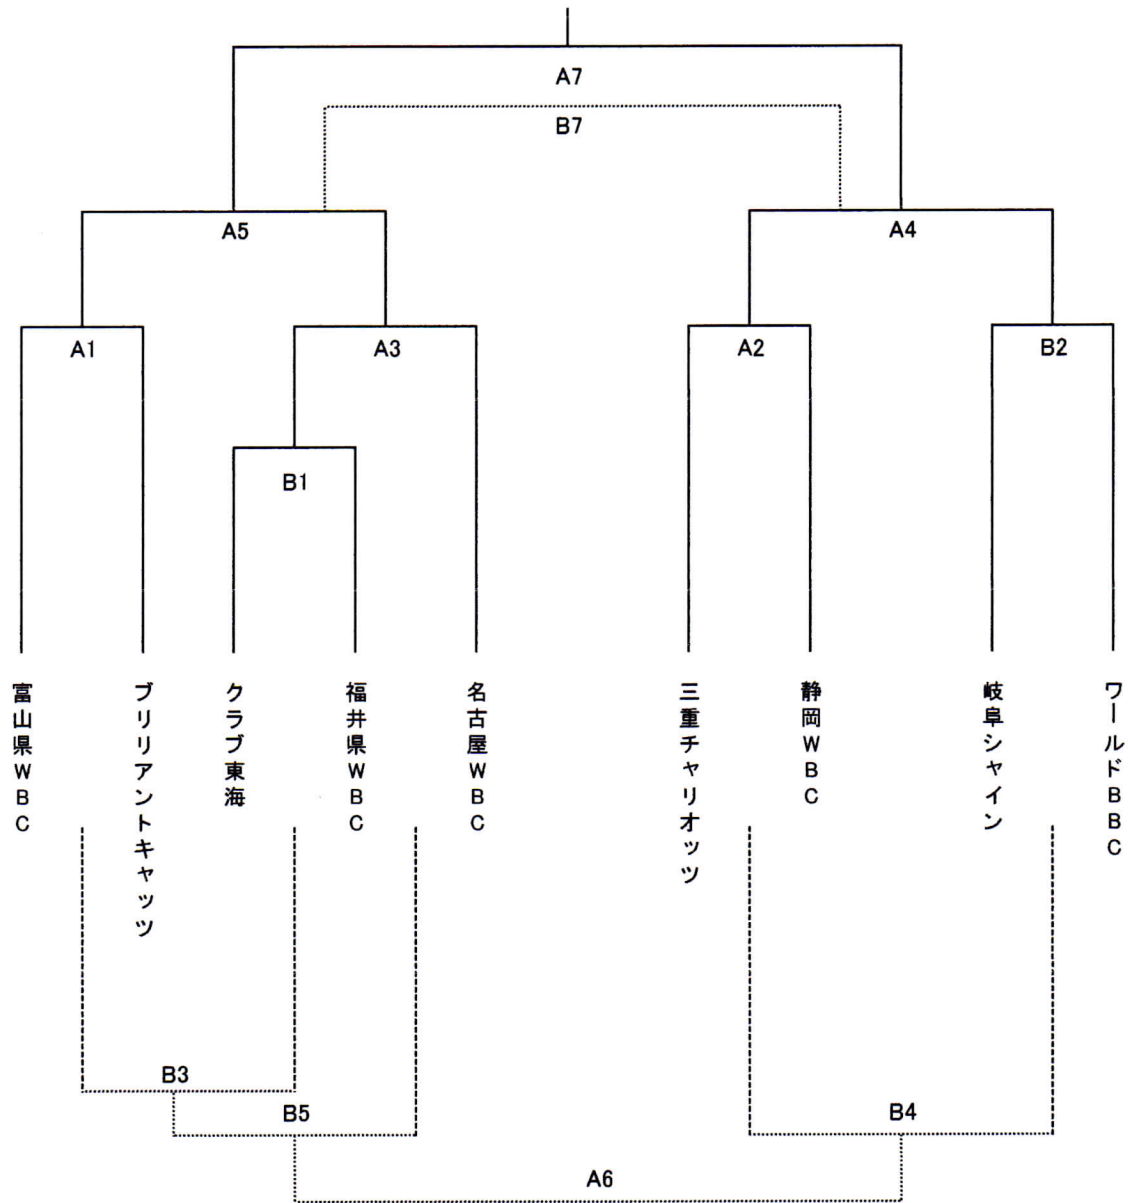 A7
B7
A5
A4
A1
A3
A2
B2
B1
富山県WBC
ブリリアントキャッツ
クラブ東海
福井県WBC
名古屋WBC
三重チャリオッツ
静岡WBC
岐阜シャイン
ワールドBBC
B3
B5
B4
A6